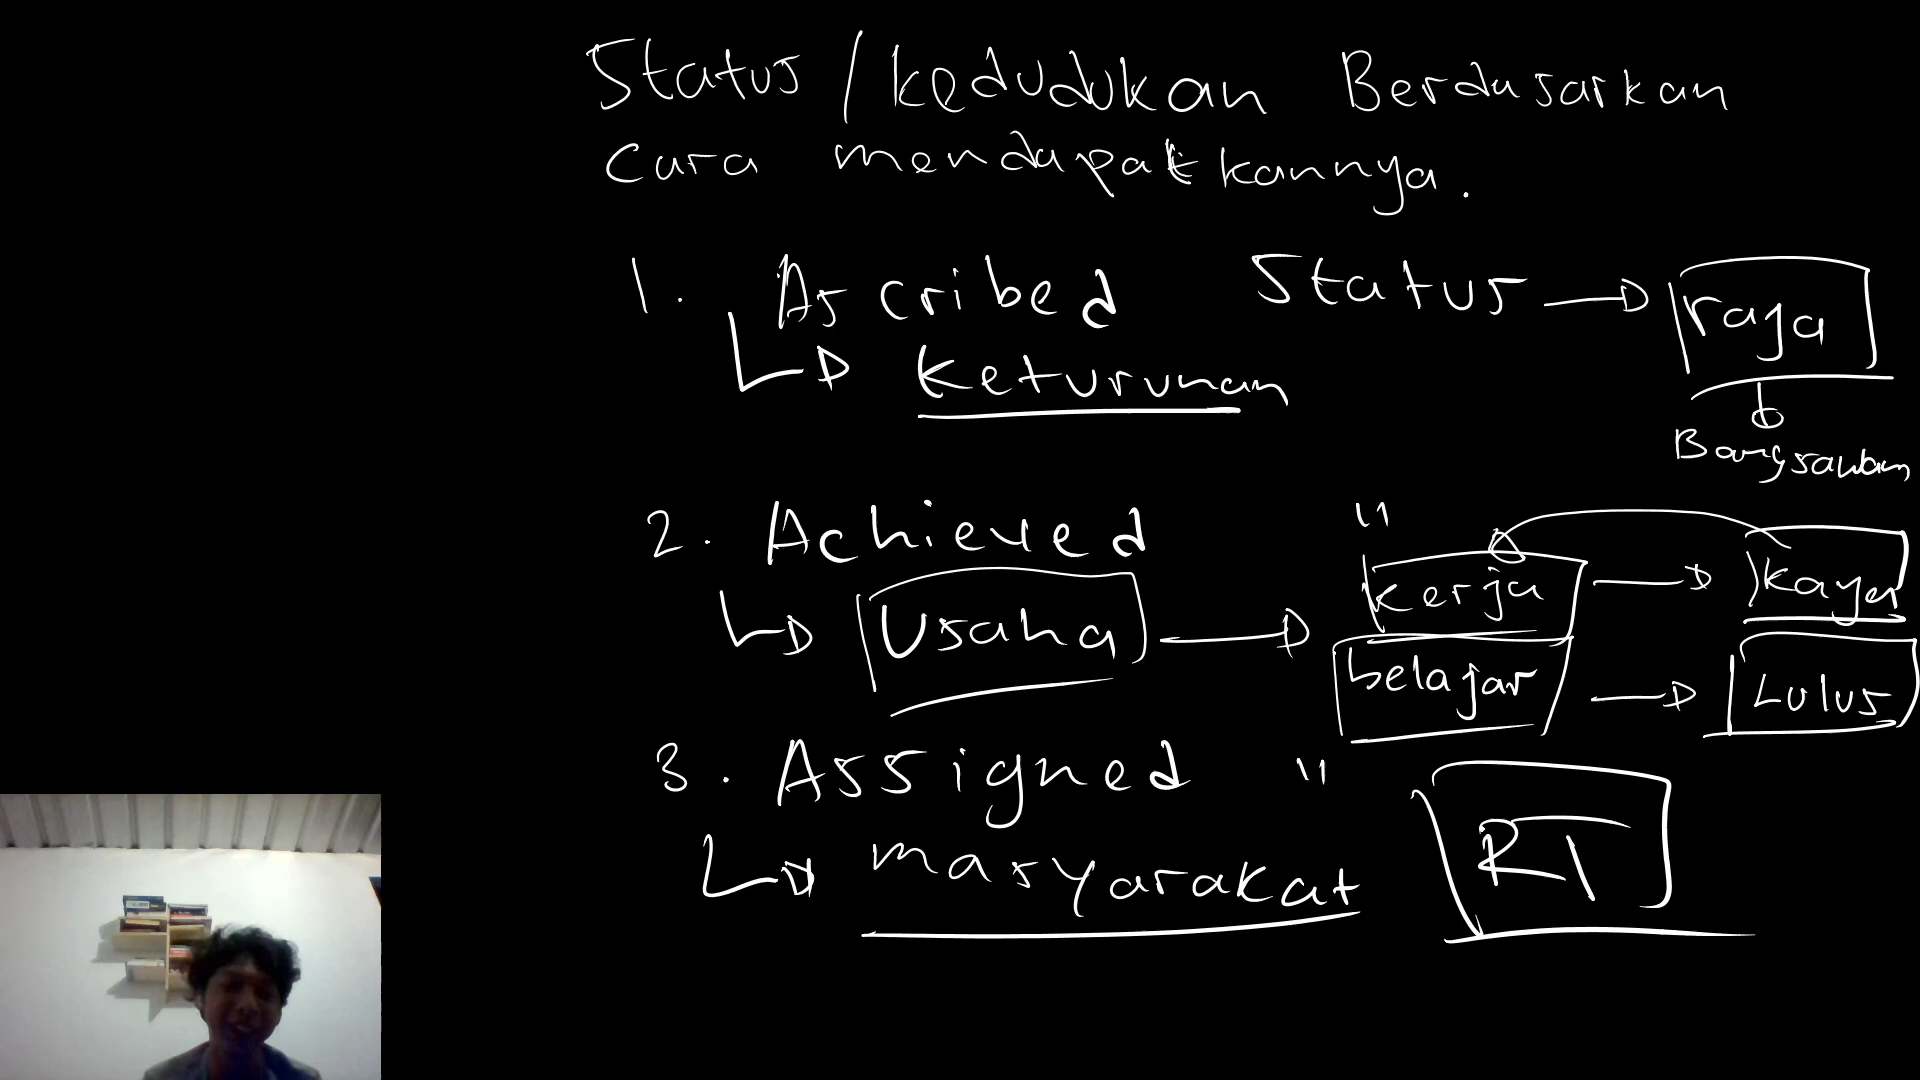 Status / kedudukan Berdasarkan
cara mendapatkannya.
1. Ascribed Status → raja
↳ Keturunan
Bangsawan
2. Achieved "
↳ Usaha → kerja → kaya
belajar → Lulus
3. Assigned " RT
↳ masyarakat